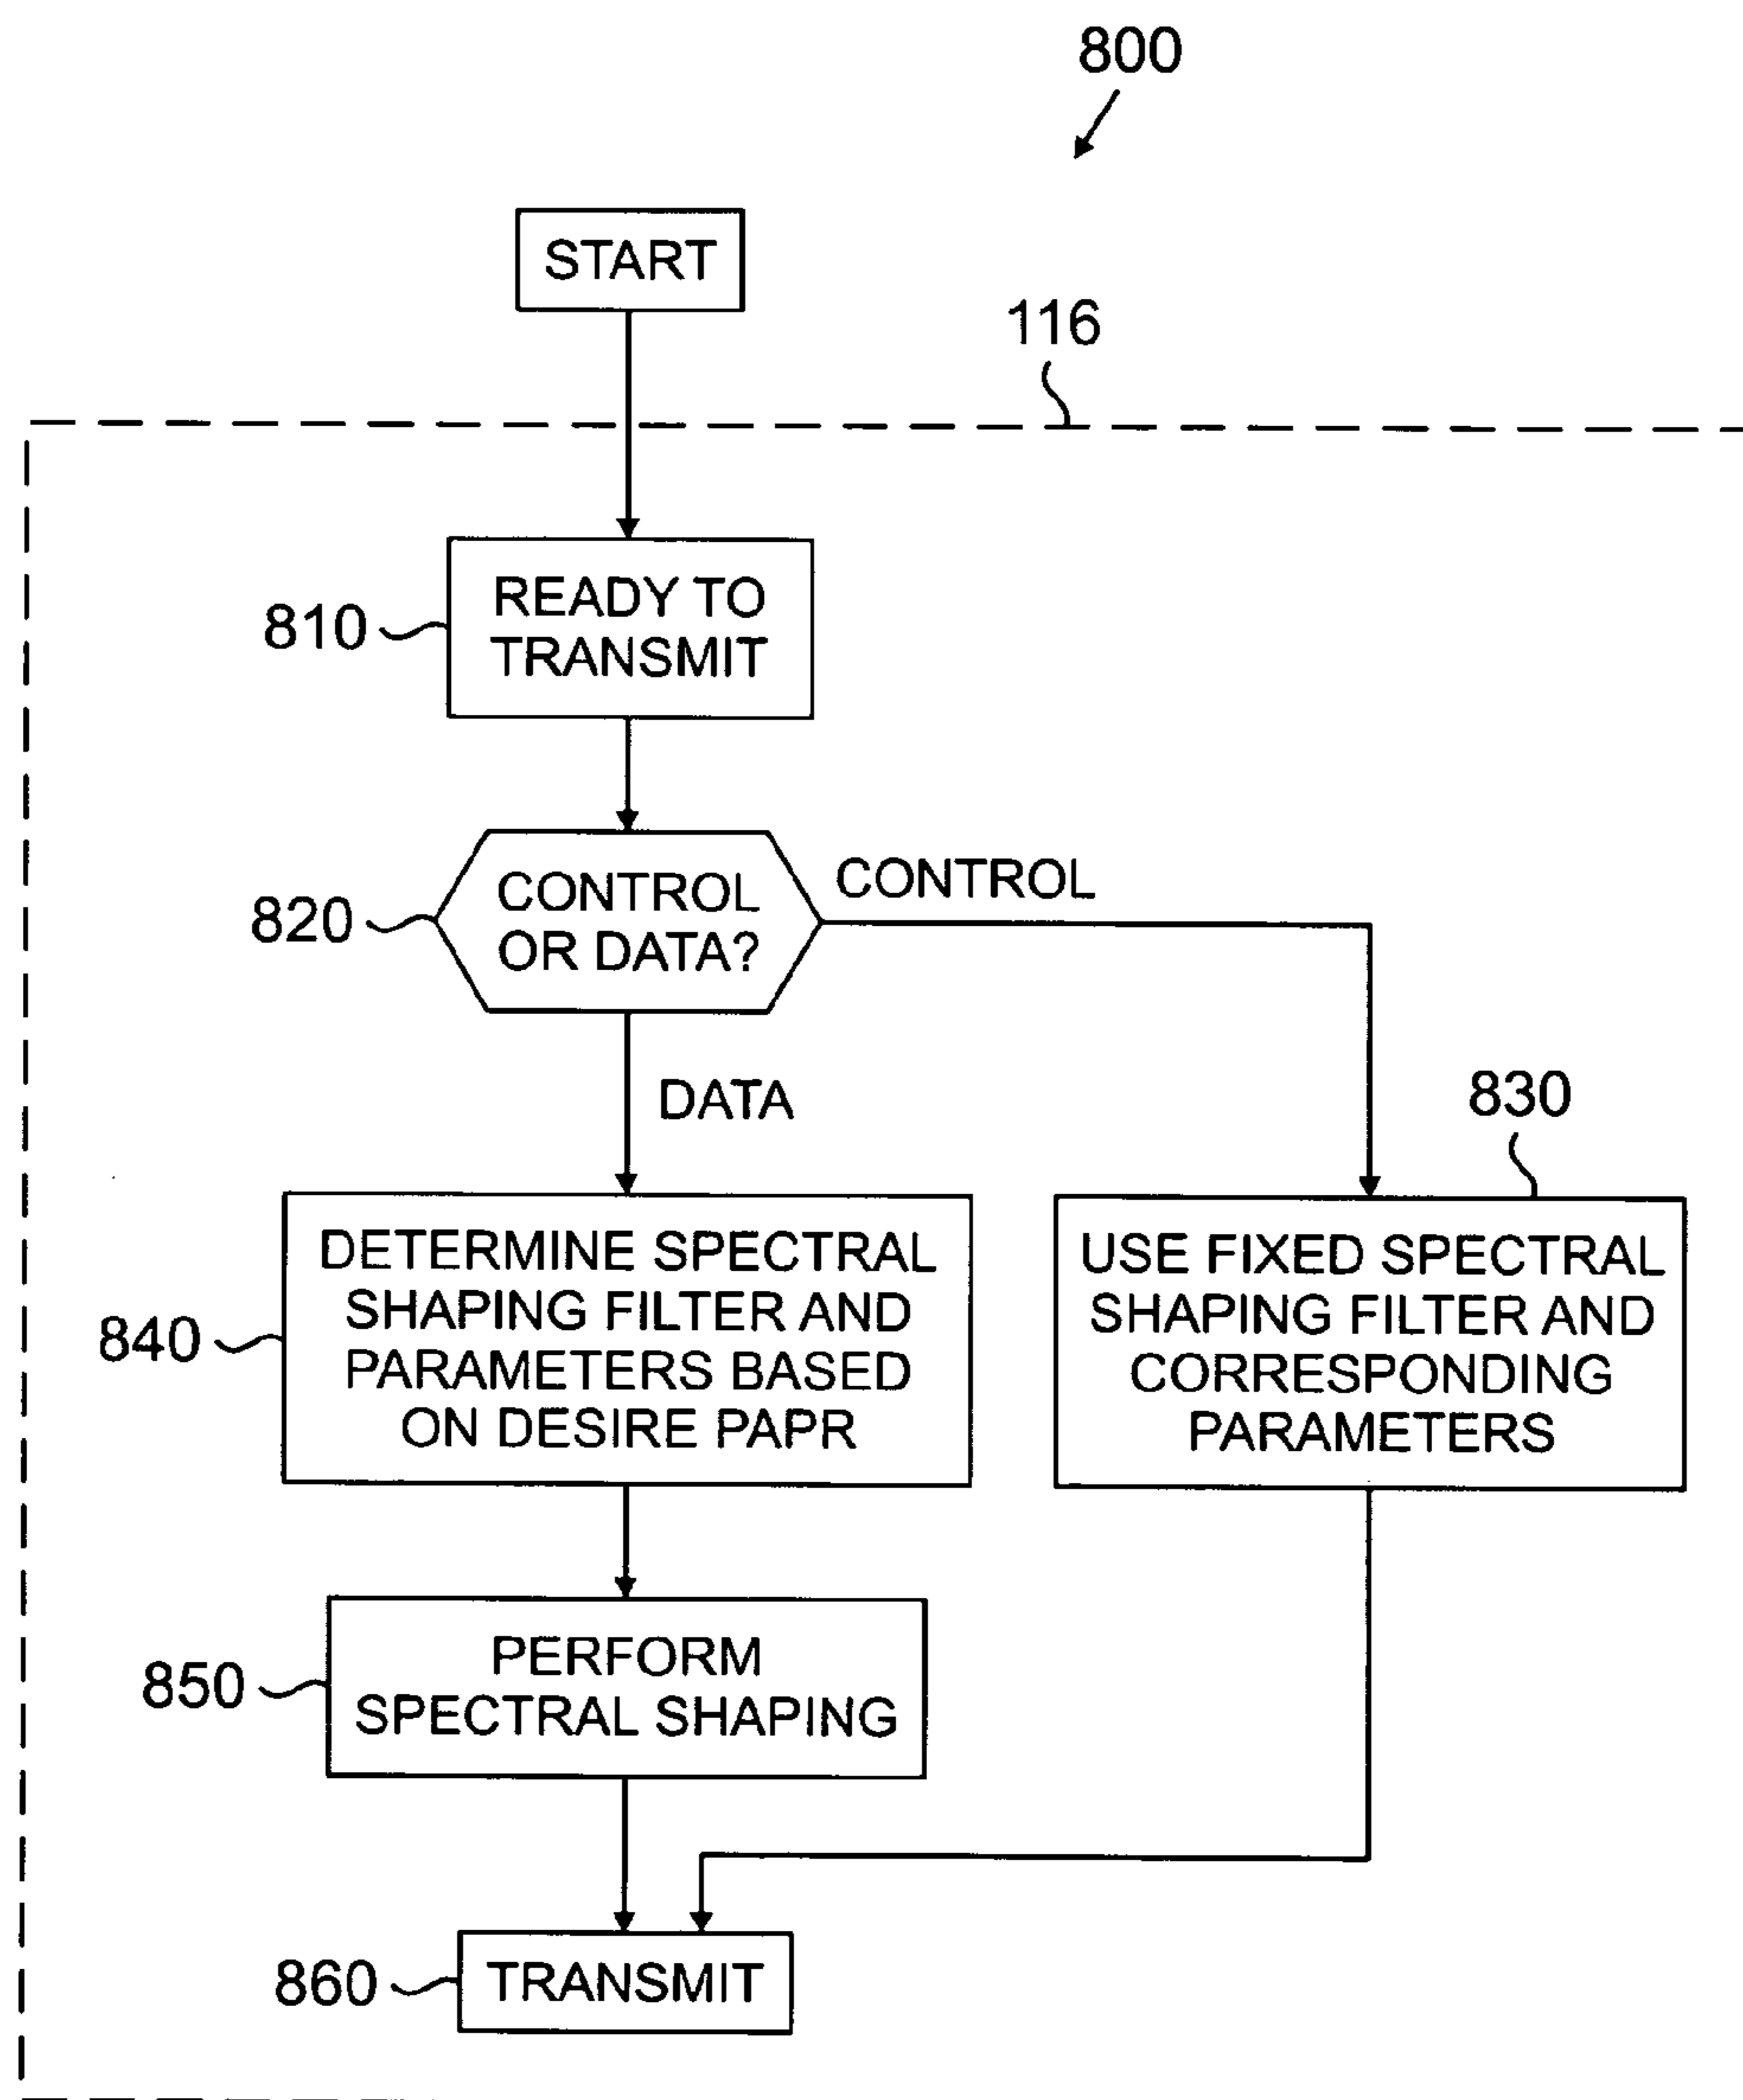 800
START
116
READY TO
TRANSMIT
810
CONTROL
OR DATA?
820
CONTROL
DATA
830
DETERMINE SPECTRAL
SHAPING FILTER AND
PARAMETERS BASED
ON DESIRE PAPR
840
USE FIXED SPECTRAL
SHAPING FILTER AND
CORRESPONDING
PARAMETERS
PERFORM
SPECTRAL SHAPING
850
TRANSMIT
860